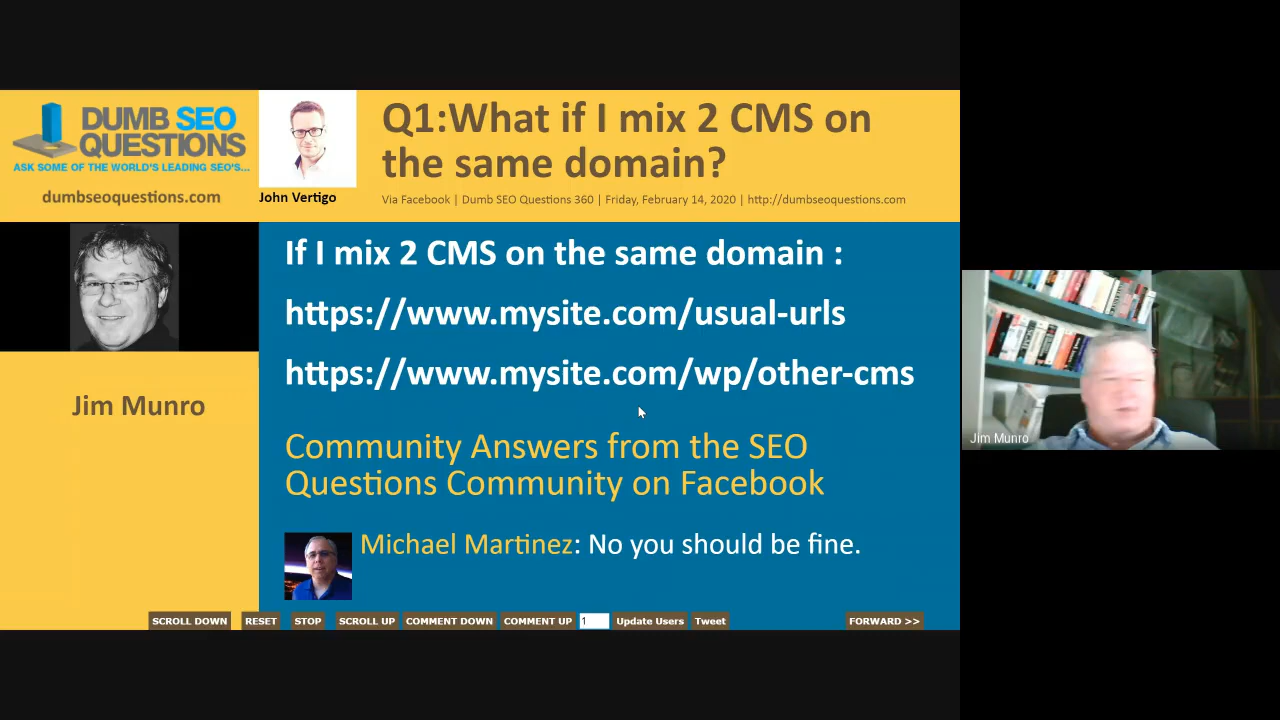 DUMB SEO
QUESTIONS
ASK SOME OF THE WORLD'S LEADING SEO'S...
dumbseoquestions.com
John Vertigo
Q1:What if I mix 2 CMS on
the same domain?
Via Facebook | Dumb SEO Questions 360 | Friday, February 14, 2020 | http://dumbseoquestions.com
Jim Munro
If I mix 2 CMS on the same domain :
https://www.mysite.com/usual-urls
https://www.mysite.com/wp/other-cms
Community Answers from the SEO
Questions Community on Facebook
Michael Martinez: No you should be fine.
SCROLL DOWN RESET STOP SCROLL UP COMMENT DOWN COMMENT UP 1 Update Users Tweet FORWARD >>
Jim Munro